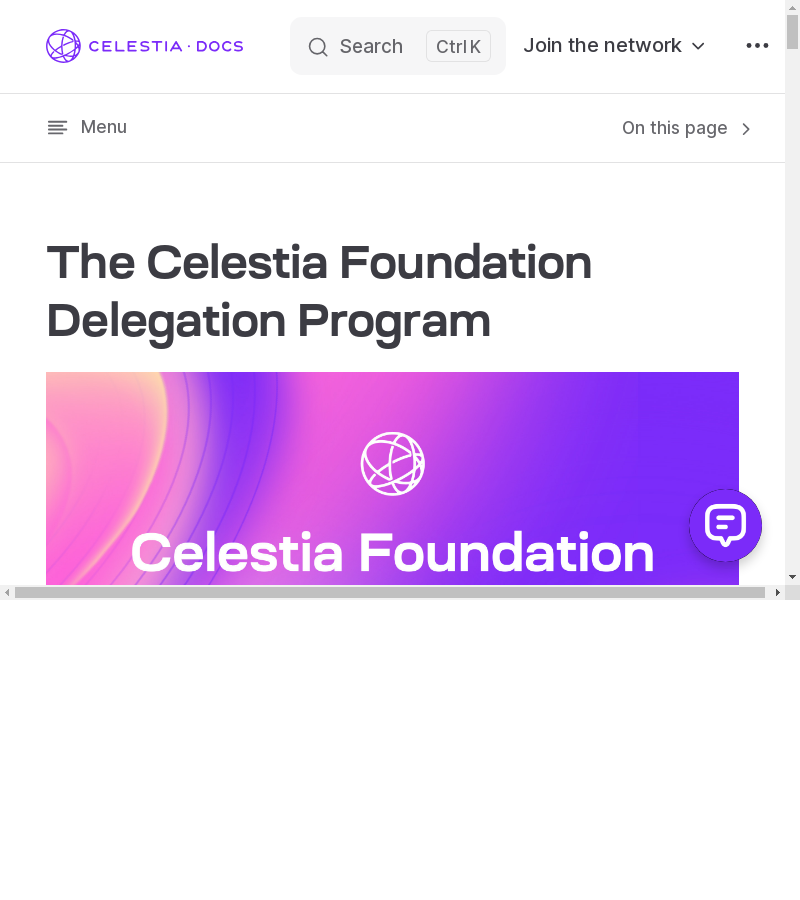 CELESTIA · DOCS
Search
Ctrl K
Join the network
Menu
On this page
The Celestia Foundation
Delegation Program
Celestia Foundation